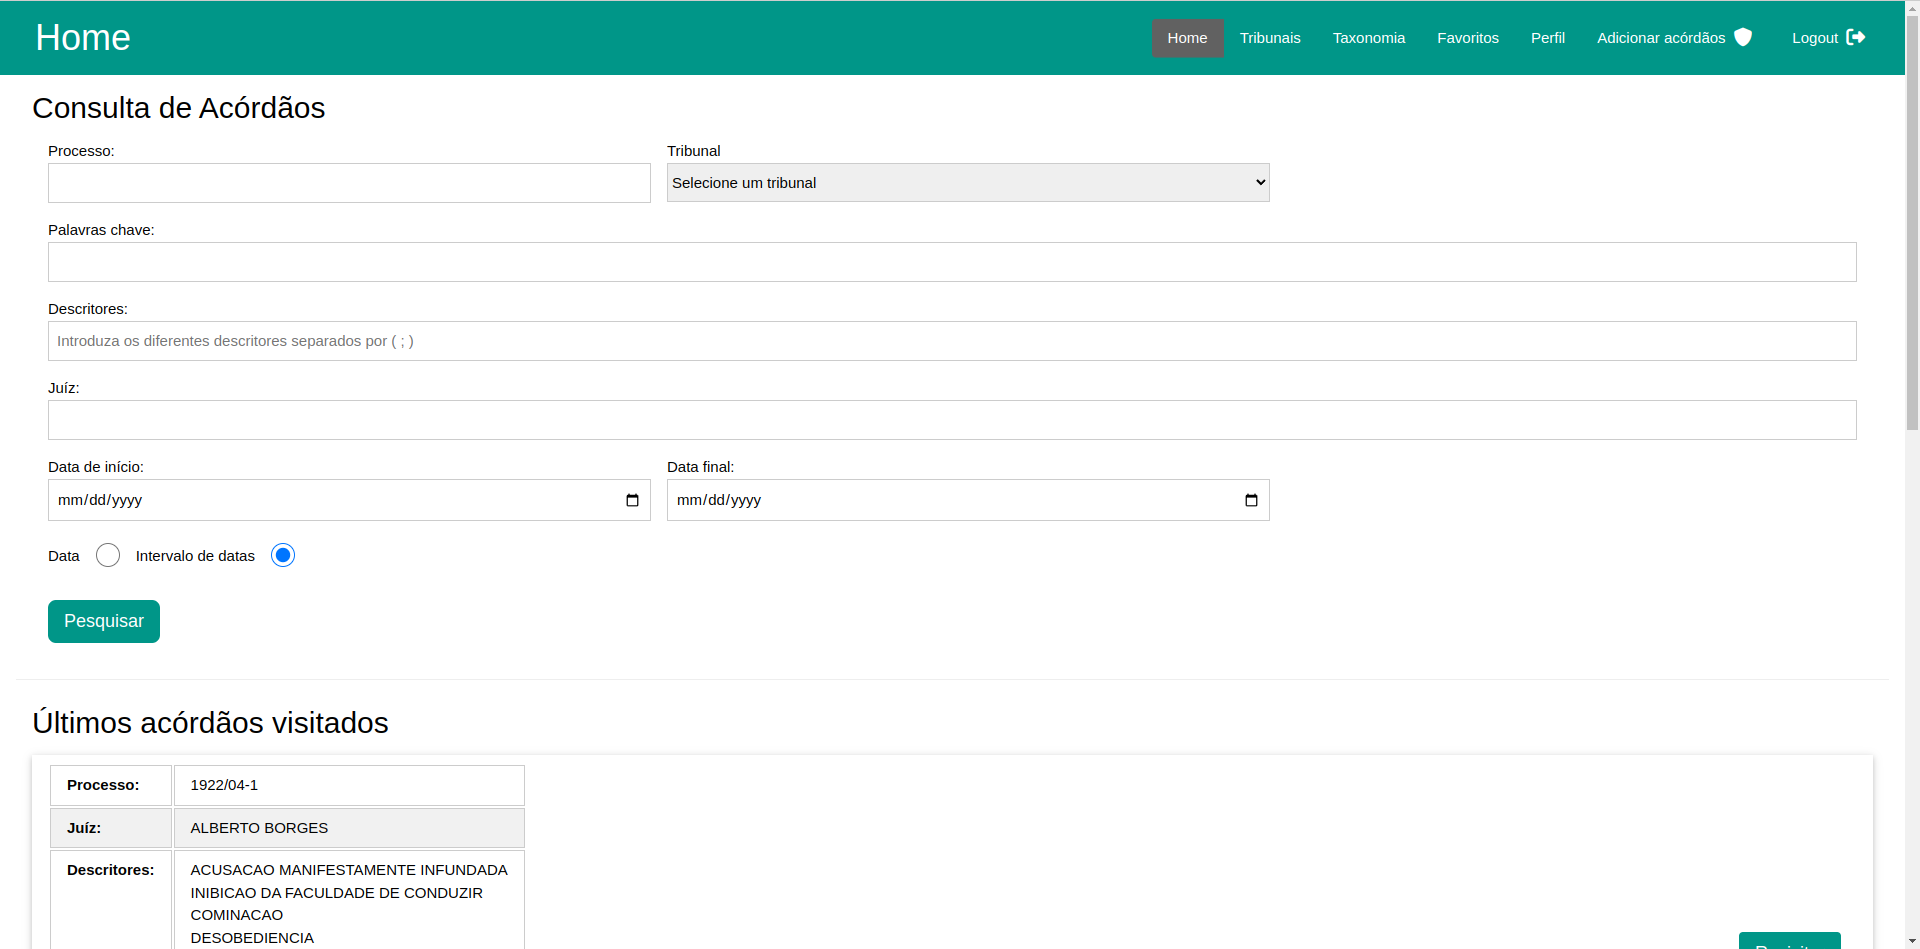 Home
Home Tribunais Taxonomia Favoritos Perfil Adicionar acórdãos Logout
Consulta de Acórdãos
Processo: Tribunal
Selecione um tribunal
Palavras chave:
Descritores:
Introduza os diferentes descritores separados por ( ; )
Juíz:
Data de início: Data final:
mm/dd/yyyy mm/dd/yyyy
Data Intervalo de datas
Pesquisar
Últimos acórdãos visitados
Processo: 1922/04-1
Juíz: ALBERTO BORGES
Descritores: ACUSACAO MANIFESTAMENTE INFUNDADA
INIBICAO DA FACULDADE DE CONDUZIR
COMINACAO
DESOBEDIENCIA